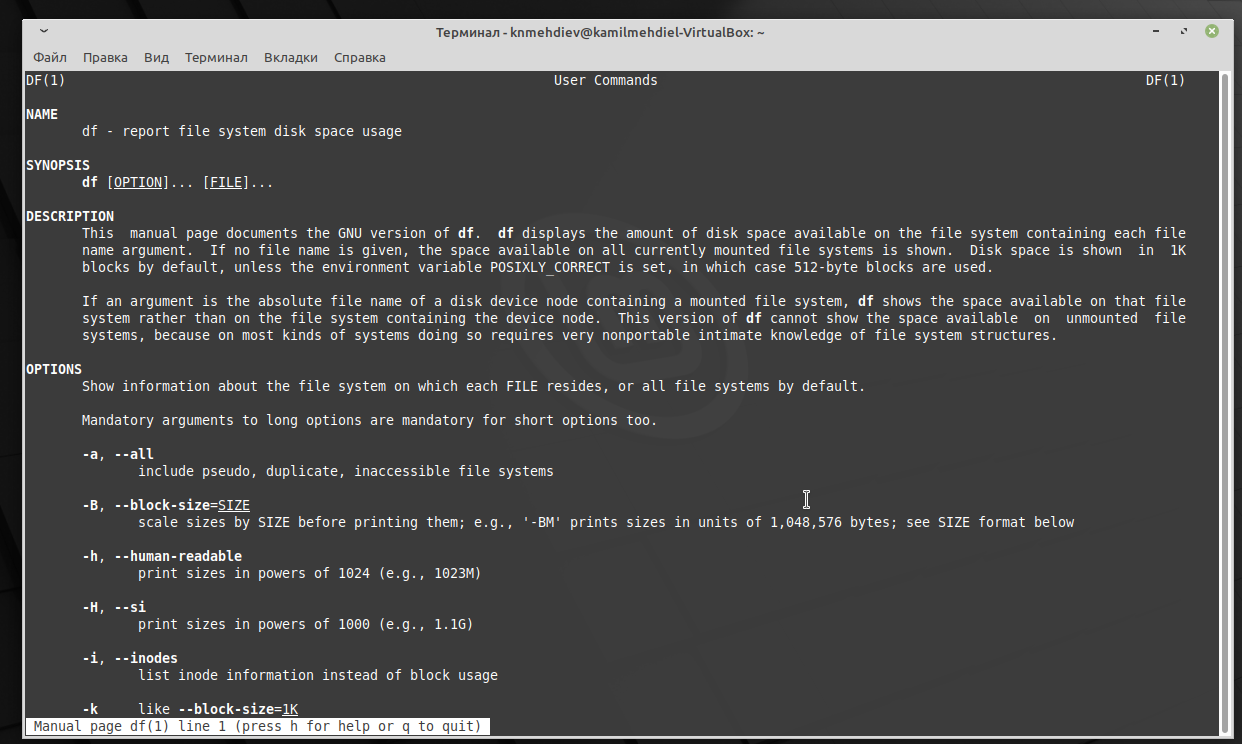 Терминал - knmehdiev@kamilmehdiel-VirtualBox: ~
Файл Правка Вид Терминал Вкладки Справка
DF(1) User Commands DF(1)
NAME
df - report file system disk space usage
SYNOPSIS
df [OPTION]... [FILE]...
DESCRIPTION
This  manual page documents the GNU version of df.  df displays the amount of disk space available on the file system containing each file
name argument.  If no file name is given, the space available on all currently mounted file systems is shown.  Disk space is shown  in  1K
blocks by default, unless the environment variable POSIXLY_CORRECT is set, in which case 512-byte blocks are used.
If an argument is the absolute file name of a disk device node containing a mounted file system, df shows the space available on that file
system rather than on the file system containing the device node.  This version of df cannot show the space available  on  unmounted  file
systems, because on most kinds of systems doing so requires very nonportable intimate knowledge of file system structures.
OPTIONS
Show information about the file system on which each FILE resides, or all file systems by default.
Mandatory arguments to long options are mandatory for short options too.
-a, --all
include pseudo, duplicate, inaccessible file systems
-B, --block-size=SIZE
scale sizes by SIZE before printing them; e.g., '-BM' prints sizes in units of 1,048,576 bytes; see SIZE format below
-h, --human-readable
print sizes in powers of 1024 (e.g., 1023M)
-H, --si
print sizes in powers of 1000 (e.g., 1.1G)
-i, --inodes
list inode information instead of block usage
-k     like --block-size=1K
Manual page df(1) line 1 (press h for help or q to quit)